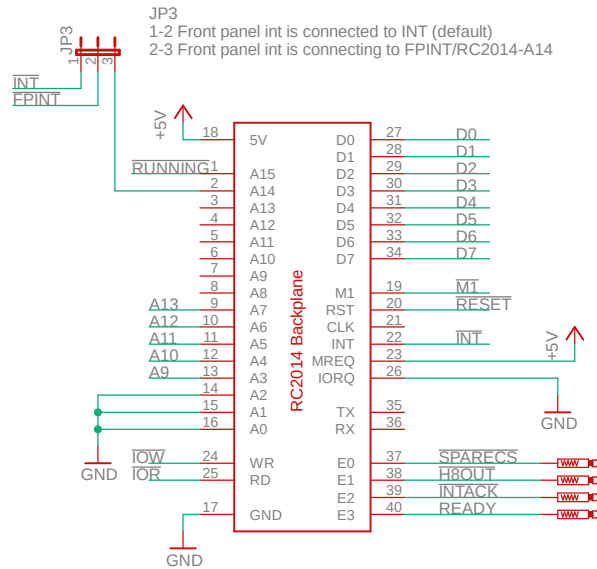 JP3
1-2 Front panel int is connected to INT (default)
2-3 Front panel int is connecting to FPINT/RC2014-A14
JP3
1
2
3
INT
FPINT
+5V
18 5V
RUNNING 1 A15
2 A14
3 A13
4 A12
5 A11
6 A10
7 A9
8 A8
A13 9 A7
A12 10 A6
A11 11 A5
A10 12 A4
A9 13 A3
14 A2
15 A1
16 A0
GND
IOW 24 WR
IOR 25 RD
17 GND
GND
RC2014 Backplane
D0 27 D0
D1 28 D1
D2 29 D2
D3 30 D3
D4 31 D4
D5 32 D5
D6 33 D6
D7 34 D7
M1 19 M1
RST 20 RESET
CLK 21
INT 22 INT
MREQ 23
+5V
IORQ 26
GND
TX 35
RX 36
E0 37 SPARECS
E1 38 H8OUT
E2 39 INTACK
E3 40 READY